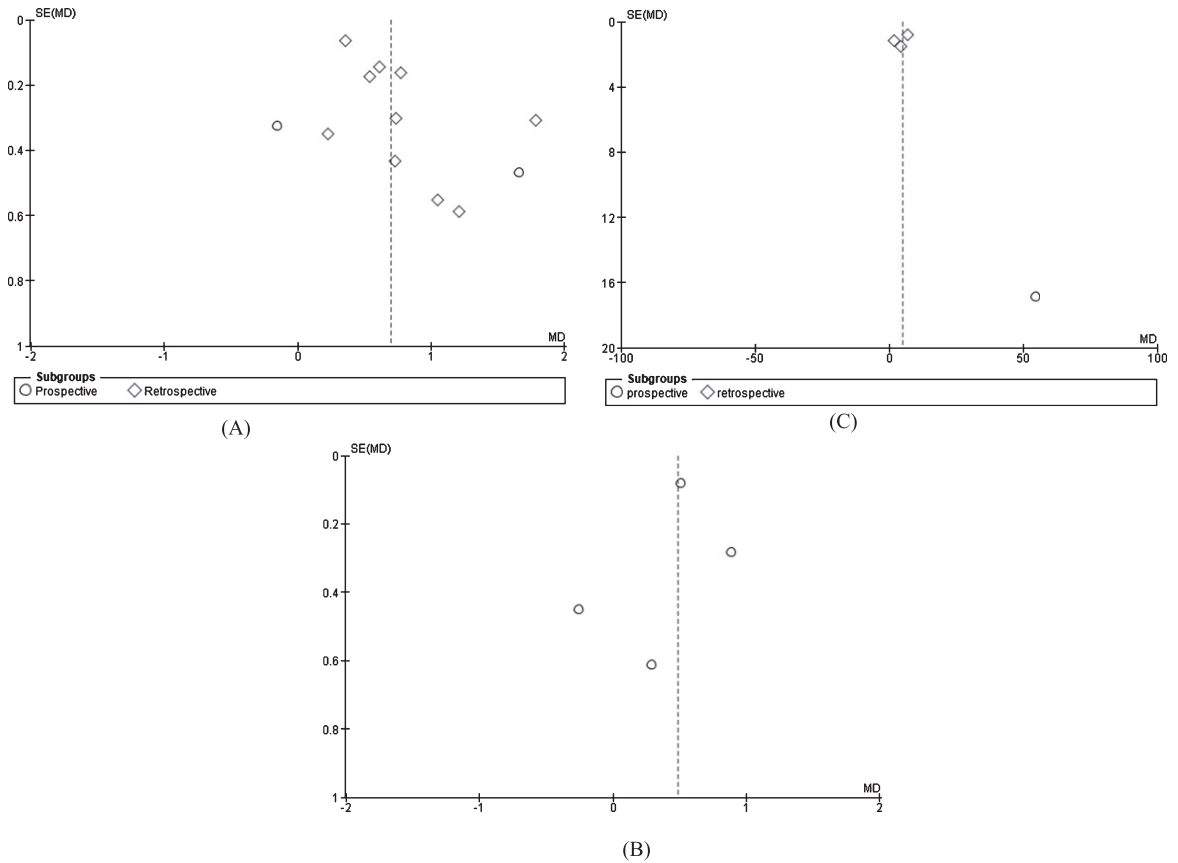 SE(MD)
0
0.2
0.4
0.6
0.8
1
-2
-1
0
1
2
MD
Subgroups
Prospective Retrospective
(A)
SE(MD)
0
4
8
12
16
20
-100
-50
0
50
100
MD
Subgroups
prospective retrospective
(C)
SE(MD)
0
0.2
0.4
0.6
0.8
1
-2
-1
0
1
2
MD
(B)